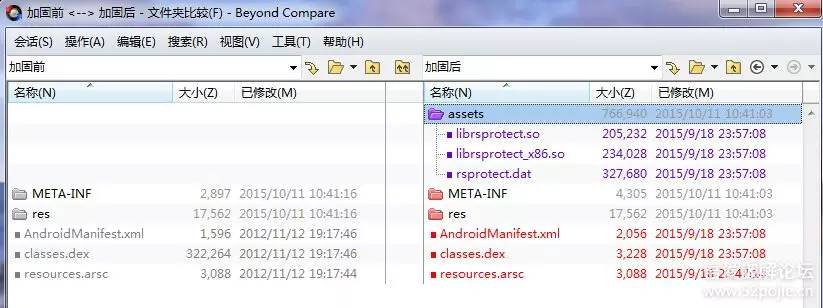 加固前 <--> 加固后 - 文件夹比较(F) - Beyond Compare
会话(S) 操作(A) 编辑(E) 搜索(R) 视图(V) 工具(T) 帮助(H)
加固前 加固后
名称(N) 大小(Z) 已修改(M) 名称(N) 大小(Z) 已修改(M)
assets 766,940 2015/10/11 10:41:03
librsprotect.so 205,232 2015/9/18 23:57:08
librsprotect_x86.so 234,028 2015/9/18 23:57:08
rsprotect.dat 327,680 2015/9/18 23:57:08
META-INF 2,897 2015/10/11 10:41:16 META-INF 4,305 2015/10/11 10:41:03
res 17,562 2015/10/11 10:41:16 res 17,562 2015/10/11 10:41:03
AndroidManifest.xml 1,596 2012/11/12 19:17:46 AndroidManifest.xml 2,056 2015/9/18 23:57:08
classes.dex 322,264 2012/11/12 19:17:46 classes.dex 3,228 2015/9/18 23:57:08
resources.arsc 3,088 2012/11/12 19:17:44 resources.arsc 3,088 2015/9/18
www.52pojie.cn